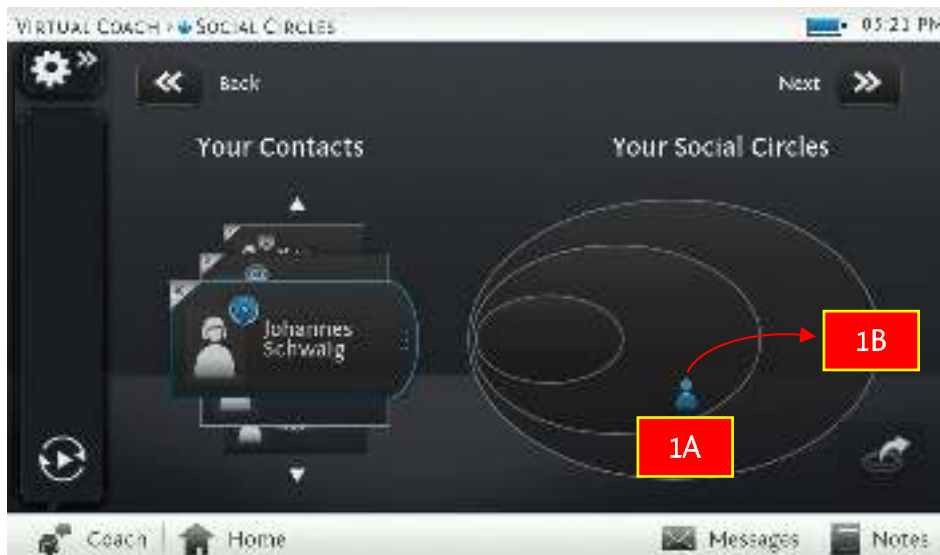 VIRTUAL COACH › SOCIAL CIRCLES
05:21 PM
Back
Next
Your Contacts
Your Social Circles
Johannes
Schwaig
1B
1A
Coach
Home
Messages
Notes